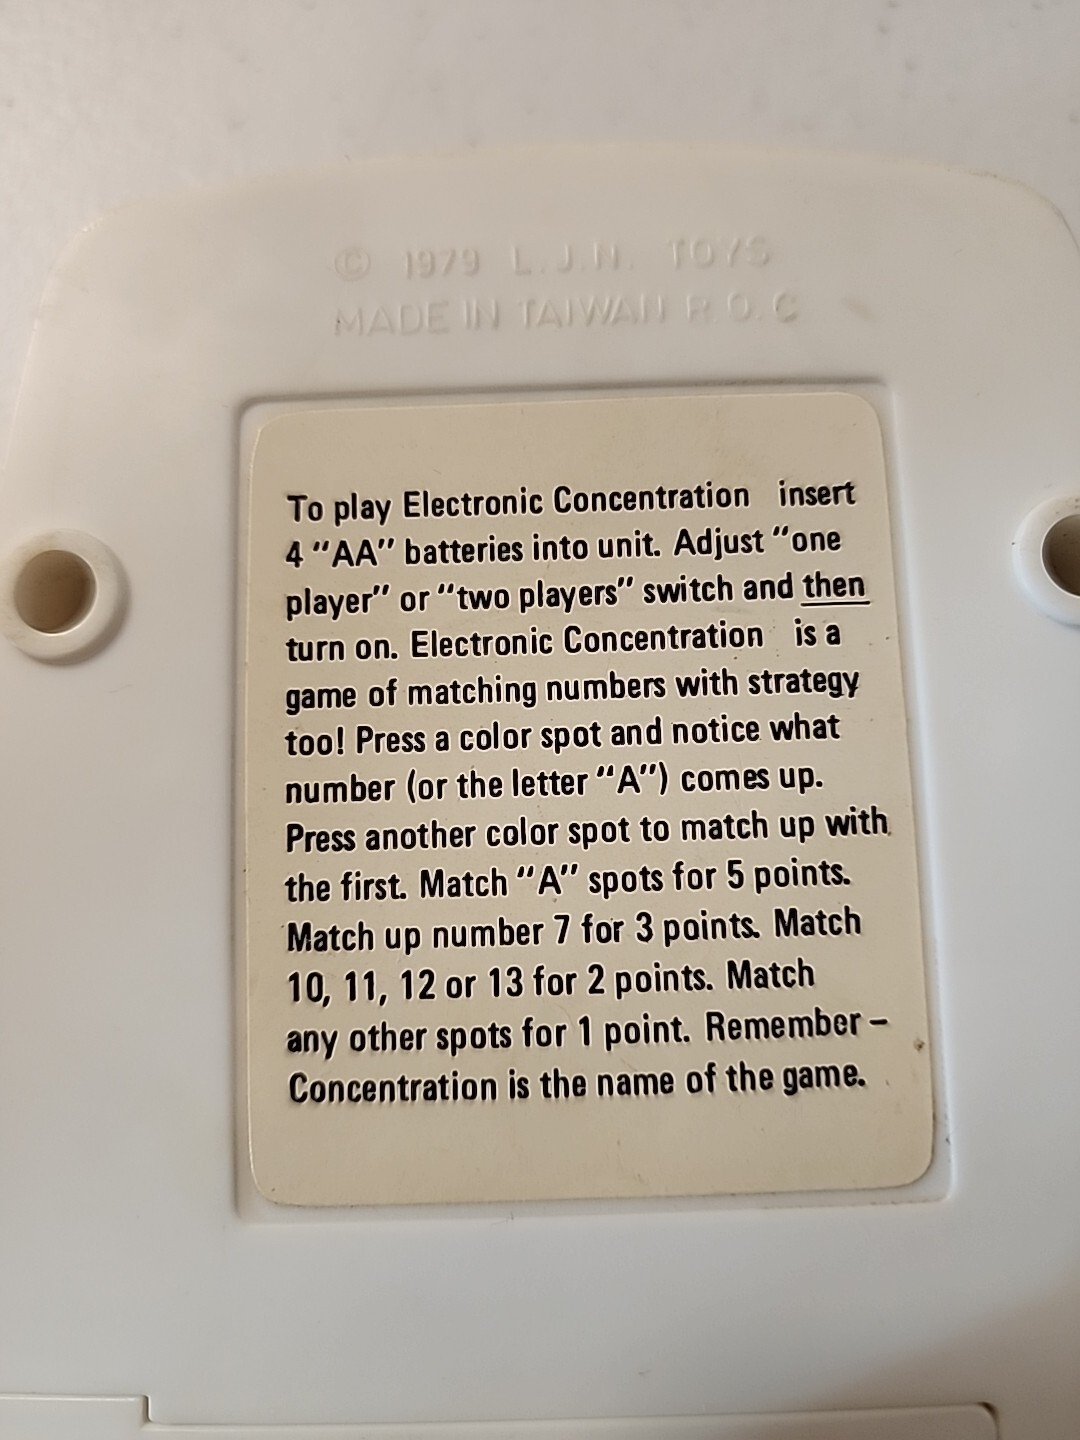 © 1979 L.J.N. TOYS
MADE IN TAIWAN R.O.C
To play Electronic Concentration insert
4 “AA” batteries into unit. Adjust “one
player” or “two players” switch and then
turn on. Electronic Concentration is a
game of matching numbers with strategy
too! Press a color spot and notice what
number (or the letter “A”) comes up.
Press another color spot to match up with
the first. Match “A” spots for 5 points.
Match up number 7 for 3 points. Match
10, 11, 12 or 13 for 2 points. Match
any other spots for 1 point. Remember –
Concentration is the name of the game.